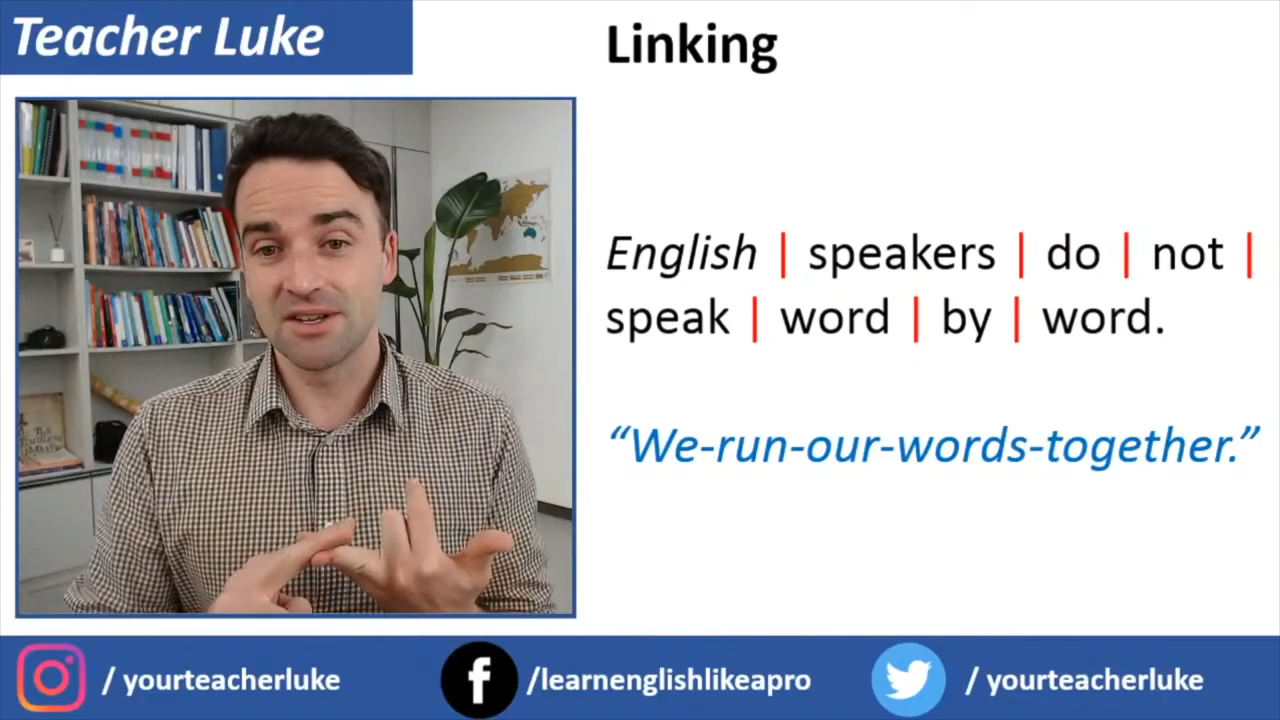 Teacher Luke
Linking
English | speakers | do | not |
speak | word | by | word.
“We-run-our-words-together.”
/ yourteacherluke
/learnenglishlikeapro
/ yourteacherluke